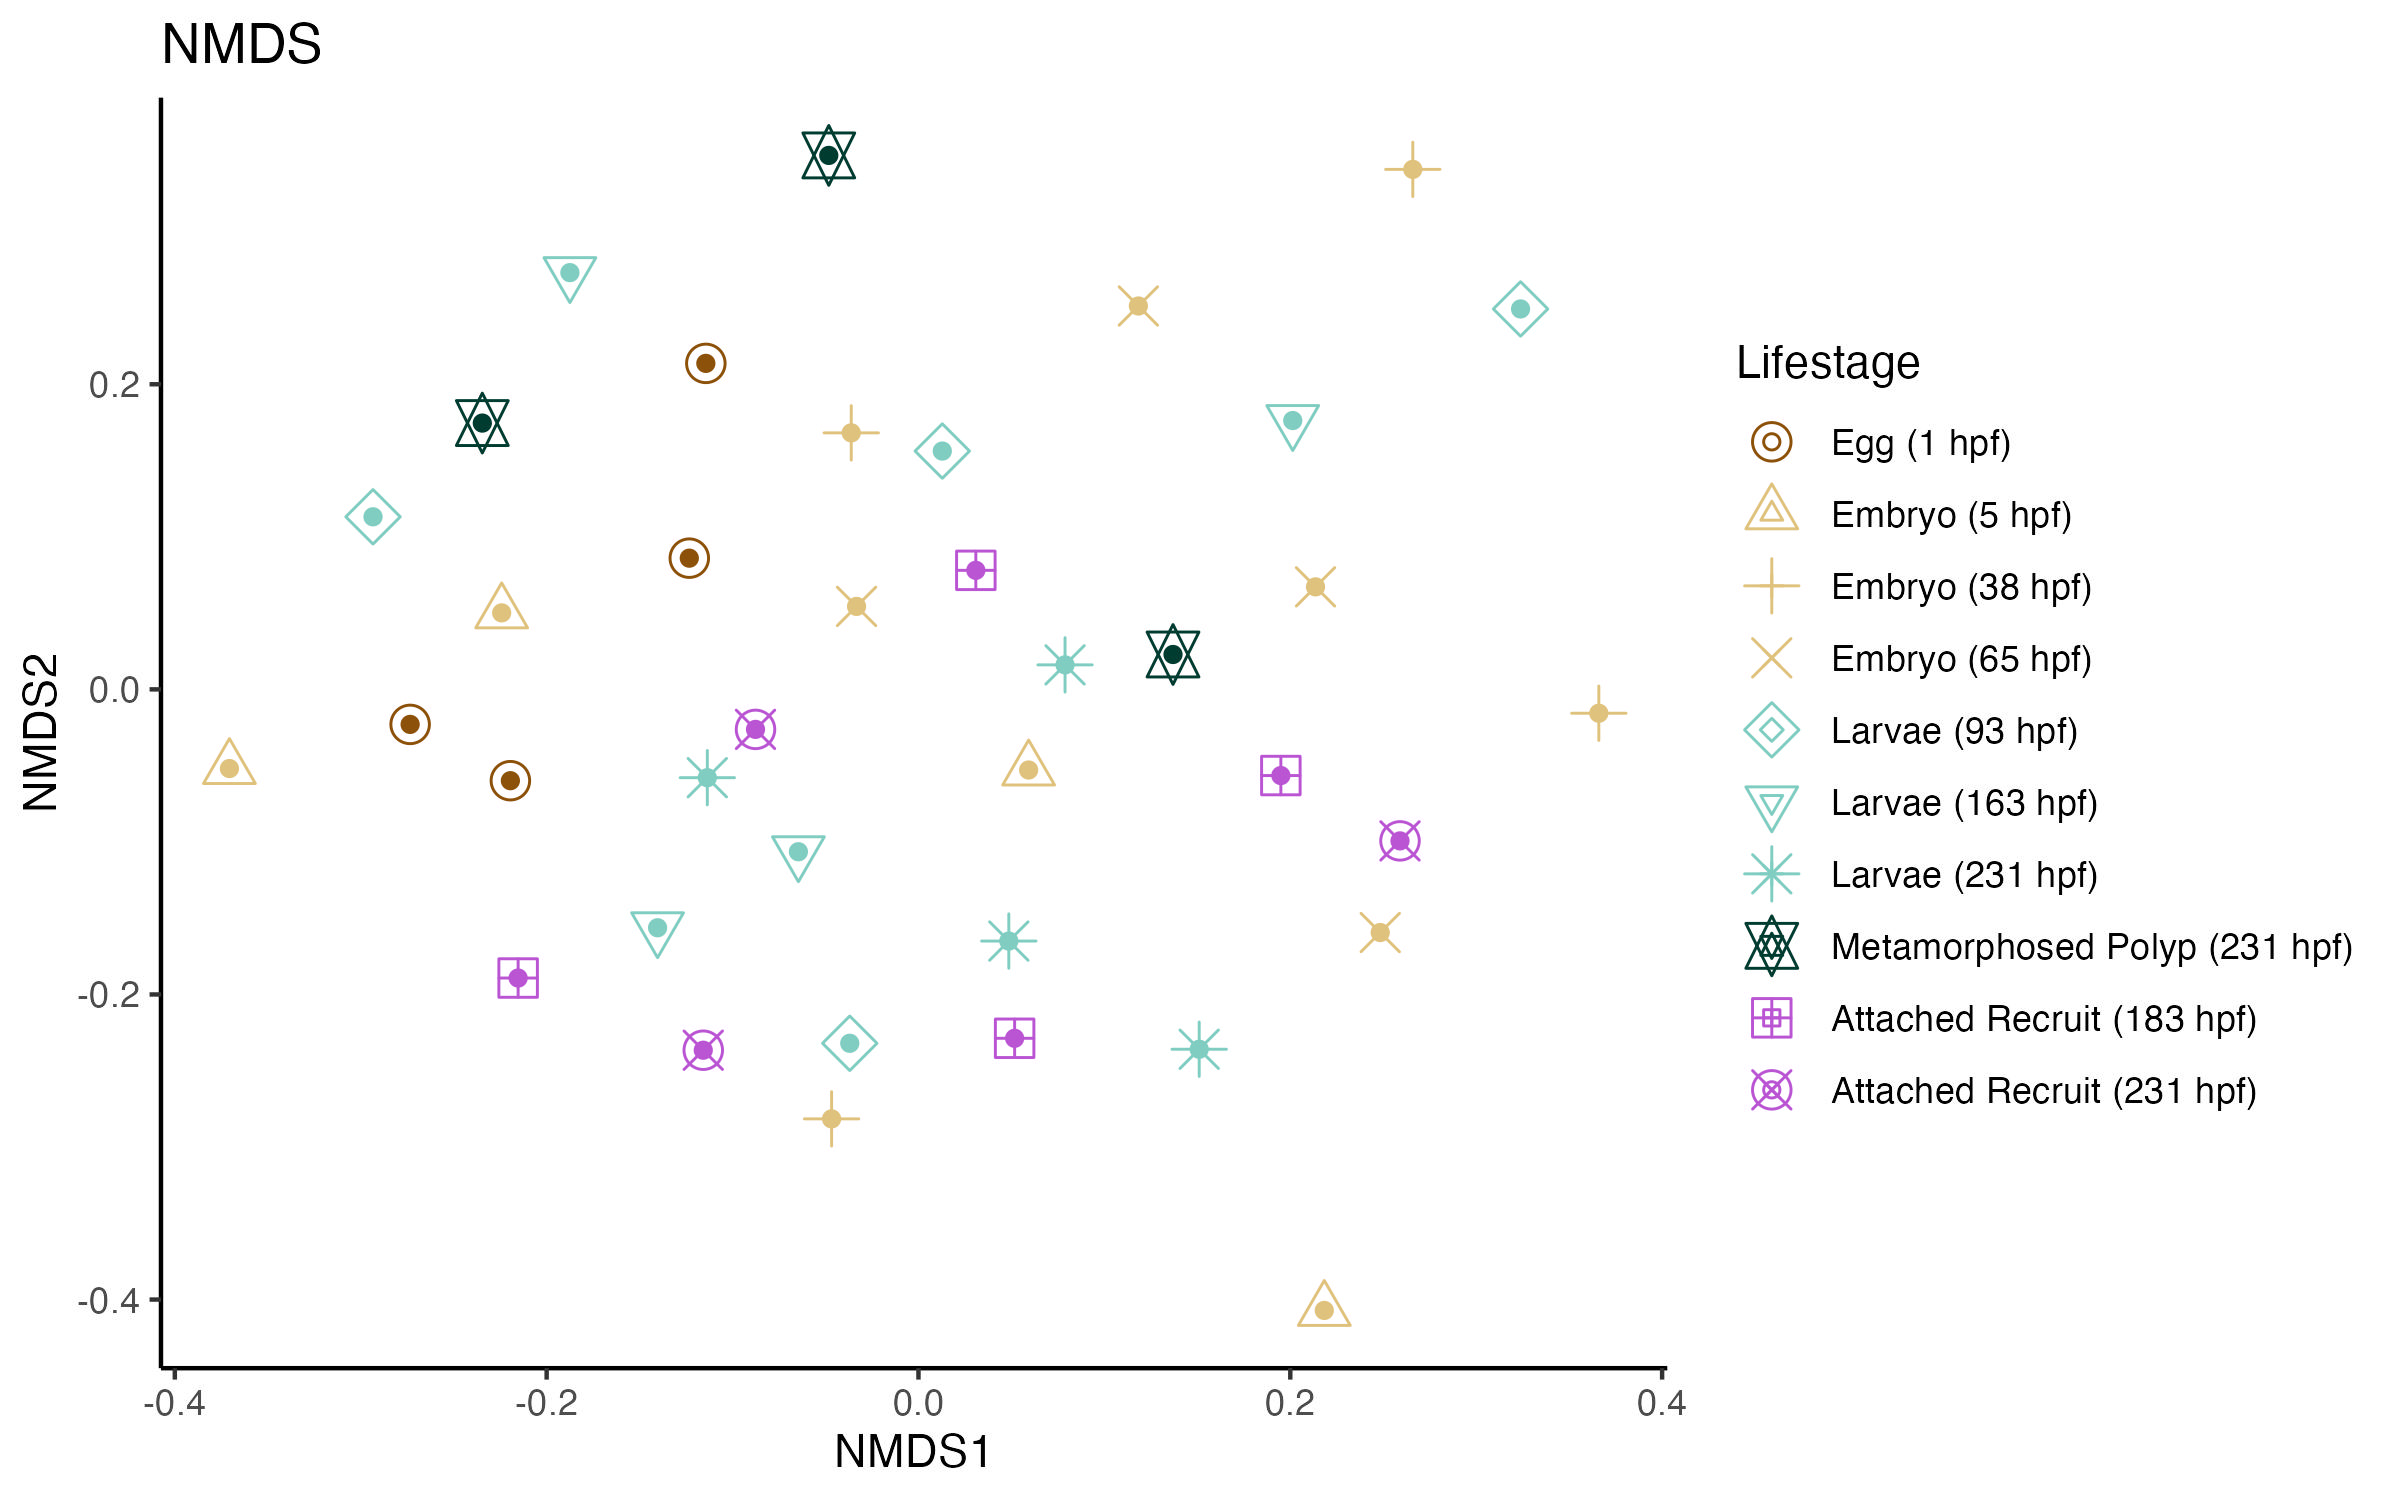 NMDS
0.2
0.0
-0.2
-0.4
NMDS2
-0.4
-0.2
0.0
0.2
0.4
NMDS1
Lifestage
Egg (1 hpf)
Embryo (5 hpf)
Embryo (38 hpf)
Embryo (65 hpf)
Larvae (93 hpf)
Larvae (163 hpf)
Larvae (231 hpf)
Metamorphosed Polyp (231 hpf)
Attached Recruit (183 hpf)
Attached Recruit (231 hpf)